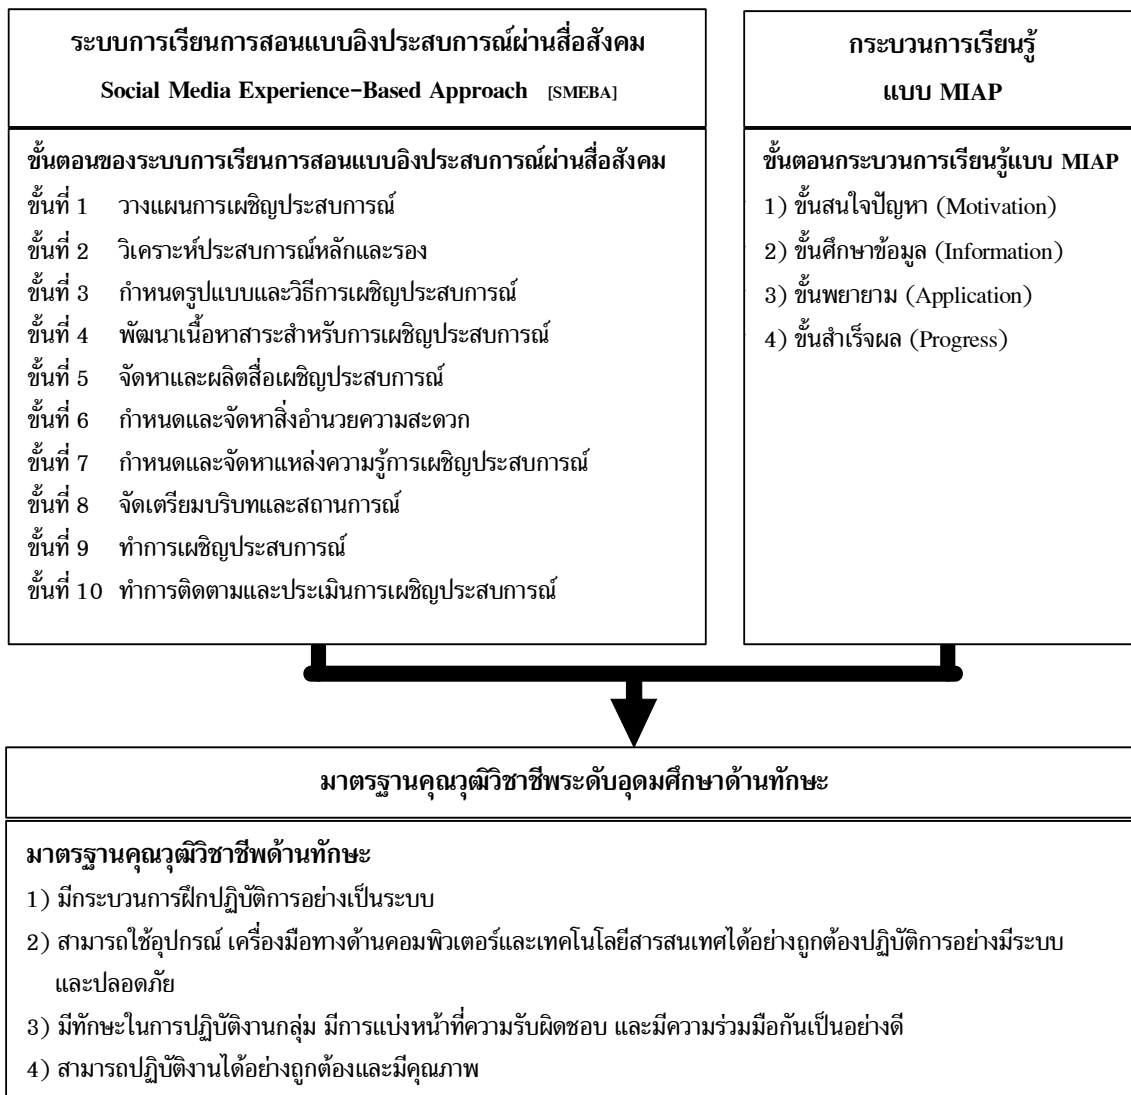 ระบบการเรียนการสอนแบบอิงประสบการณ์ผ่านสื่อสังคม
Social Media Experience-Based Approach [SMEBA]
ขั้นตอนของระบบการเรียนการสอนแบบอิงประสบการณ์ผ่านสื่อสังคม
ขั้นที่ 1 วางแผนการเผชิญประสบการณ์
ขั้นที่ 2 วิเคราะห์ประสบการณ์หลักและรอง
ขั้นที่ 3 กำหนดรูปแบบและวิธีการเผชิญประสบการณ์
ขั้นที่ 4 พัฒนาเนื้อหาสาระสำหรับการเผชิญประสบการณ์
ขั้นที่ 5 จัดหาและผลิตสื่อเผชิญประสบการณ์
ขั้นที่ 6 กำหนดและจัดหาสิ่งอำนวยความสะดวก
ขั้นที่ 7 กำหนดและจัดหาแหล่งความรู้การเผชิญประสบการณ์
ขั้นที่ 8 จัดเตรียมบริบทและสถานการณ์
ขั้นที่ 9 ทำการเผชิญประสบการณ์
ขั้นที่ 10 ทำการติดตามและประเมินการเผชิญประสบการณ์
กระบวนการเรียนรู้
แบบ MIAP
ขั้นตอนกระบวนการเรียนรู้แบบ MIAP
1) ขั้นสนใจปัญหา (Motivation)
2) ขั้นศึกษาข้อมูล (Information)
3) ขั้นพยายาม (Application)
4) ขั้นสำเร็จผล (Progress)
มาตรฐานคุณวุฒิวิชาชีพระดับอุดมศึกษาด้านทักษะ
มาตรฐานคุณวุฒิวิชาชีพด้านทักษะ
1) มีกระบวนการฝึกปฏิบัติการอย่างเป็นระบบ
2) สามารถใช้อุปกรณ์ เครื่องมือทางด้านคอมพิวเตอร์และเทคโนโลยีสารสนเทศได้อย่างถูกต้องปฏิบัติการอย่างมีระบบ
และปลอดภัย
3) มีทักษะในการปฏิบัติงานกลุ่ม มีการแบ่งหน้าที่ความรับผิดชอบ และมีความร่วมมือกันเป็นอย่างดี
4) สามารถปฏิบัติงานได้อย่างถูกต้องและมีคุณภาพ